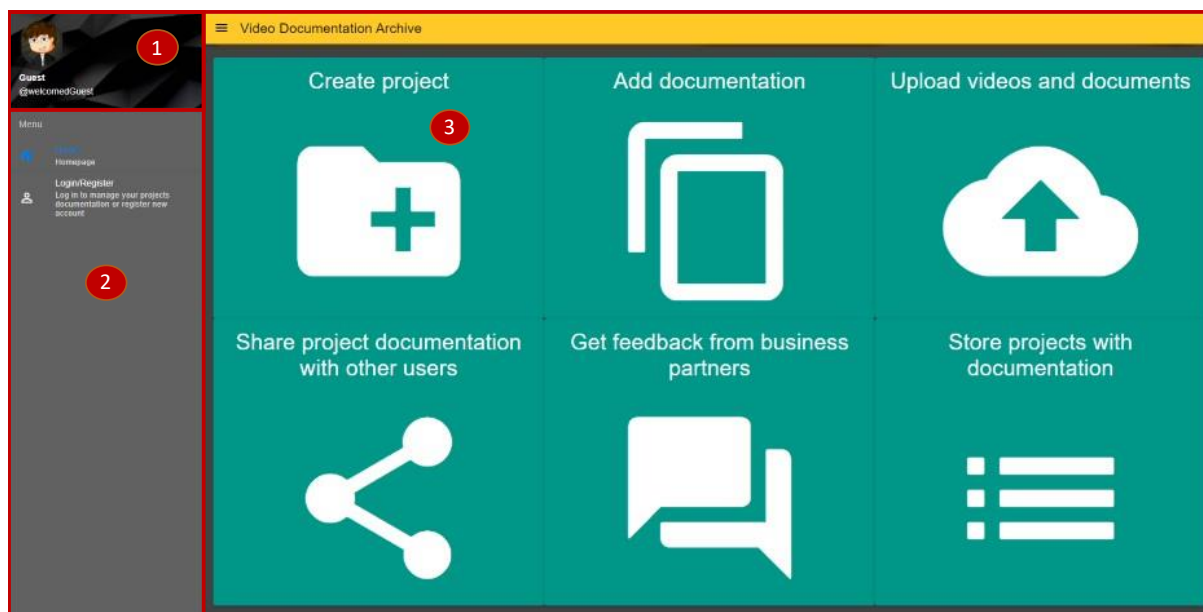 1
Guest
@welcomedGuest
Menu
Homepage
Login/Register
Log in to manage your projects
documentation or register new
account
2
Video Documentation Archive
Create project
3
Add documentation
Upload videos and documents
Share project documentation
with other users
Get feedback from business
partners
Store projects with
documentation